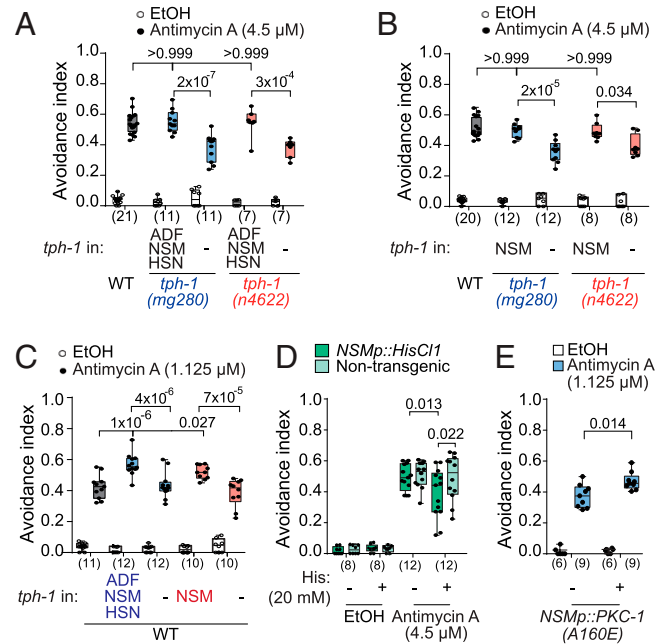 A
EtOH
Antimycin A (4.5 µM)
>0.999 >0.999
2x10-7 3x10-4
Avoidance index
1.0
0.8
0.6
0.4
0.2
0
(21) (11) (11) (7) (7)
tph-1 in: ADF NSM HSN - ADF NSM HSN -
WT tph-1 (mg280) tph-1 (n4622)
B
EtOH
Antimycin A (4.5 µM)
>0.999 >0.999
2x10-5 0.034
Avoidance index
1.0
0.8
0.6
0.4
0.2
0
(20) (12) (12) (8) (8)
tph-1 in: NSM - NSM -
WT tph-1 (mg280) tph-1 (n4622)
C
EtOH
Antimycin A (1.125 µM)
4x10-6 7x10-5
1x10-6 0.027
Avoidance index
1.0
0.8
0.6
0.4
0.2
0
(11) (12) (12) (10) (10)
tph-1 in: ADF NSM HSN - NSM -
WT
D
NSMp::HisCl1
Non-transgenic
0.013
0.022
Avoidance index
1.0
0.8
0.6
0.4
0.2
0
(8) (8) (12) (12)
His: (20 mM) - + - +
EtOH Antimycin A (4.5 µM)
E
EtOH
Antimycin A (1.125 µM)
0.014
Avoidance index
1.0
0.8
0.6
0.4
0.2
0
(6) (9) (6) (9)
- +
NSMp::PKC-1 (A160E)